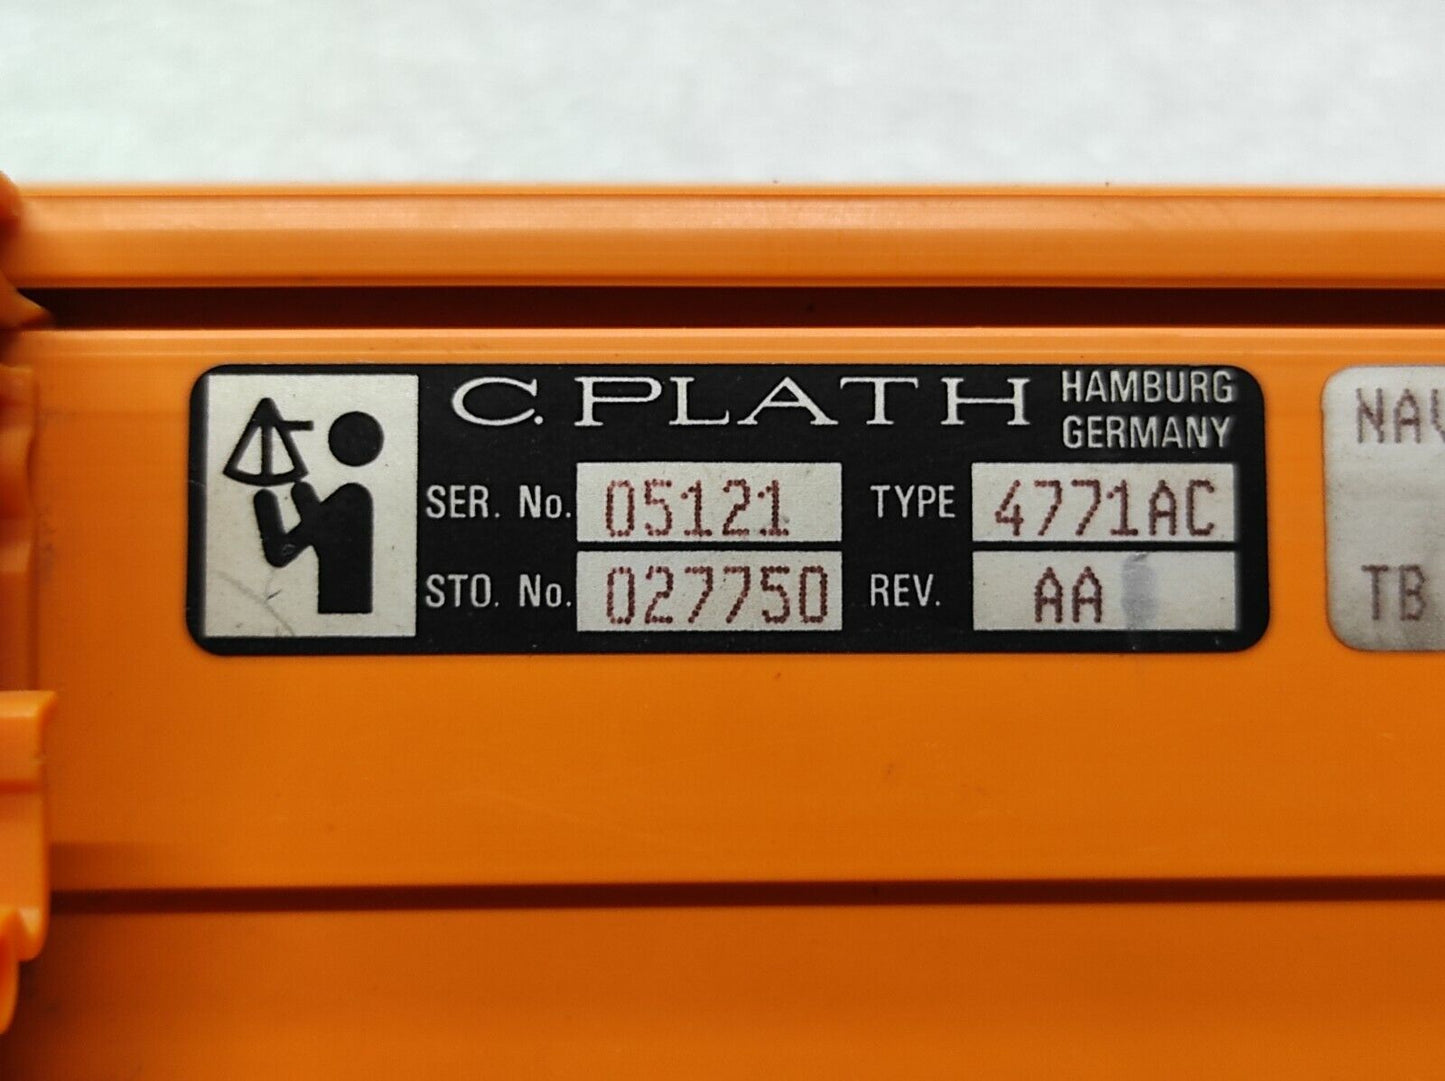 C. PLATH HAMBURG
GERMANY
SER. No. 05121 TYPE 4771AC
STO. No. 027750 REV. AA
TB